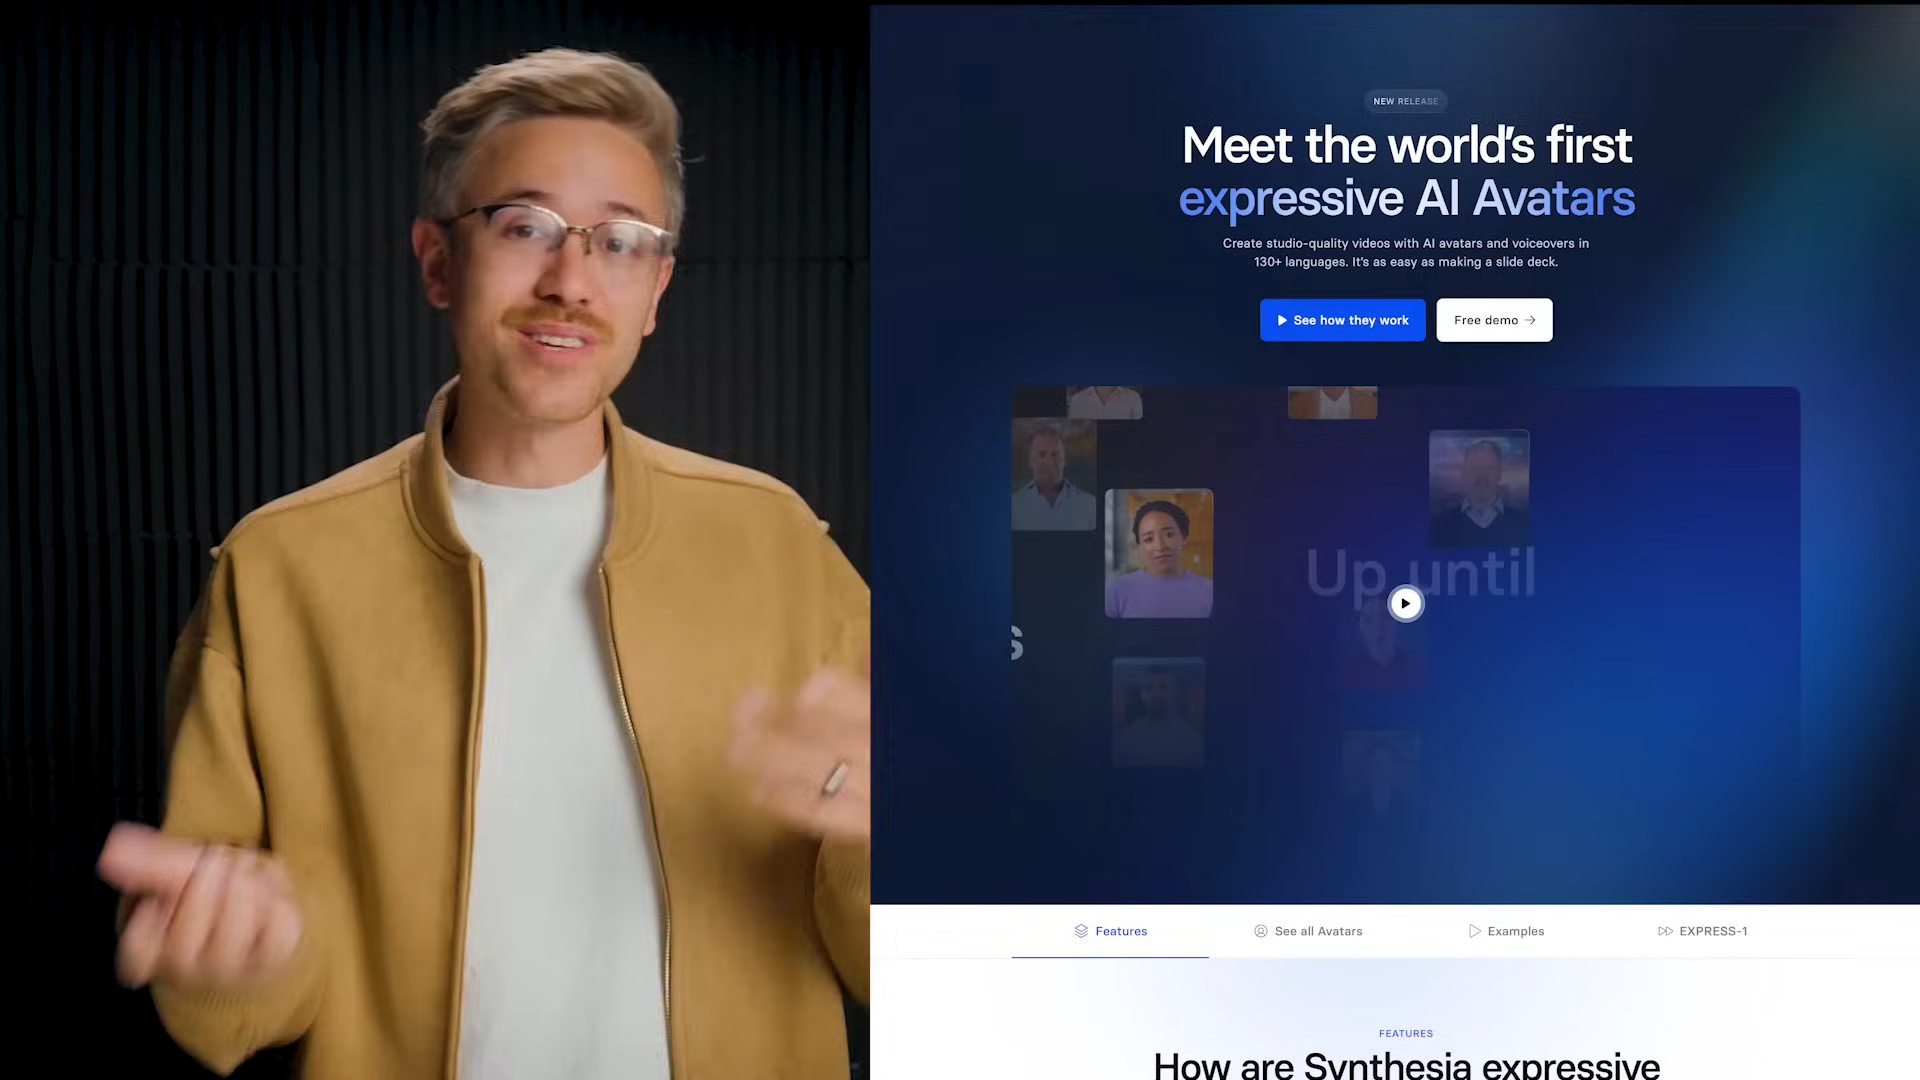 NEW RELEASE
Meet the world's first
expressive AI Avatars
Create studio-quality videos with AI avatars and voiceovers in
130+ languages. It's as easy as making a slide deck.
See how they work
Free demo
Up until
s
Features
See all Avatars
Examples
EXPRESS-1
FEATURES
How are Synthesia expressive